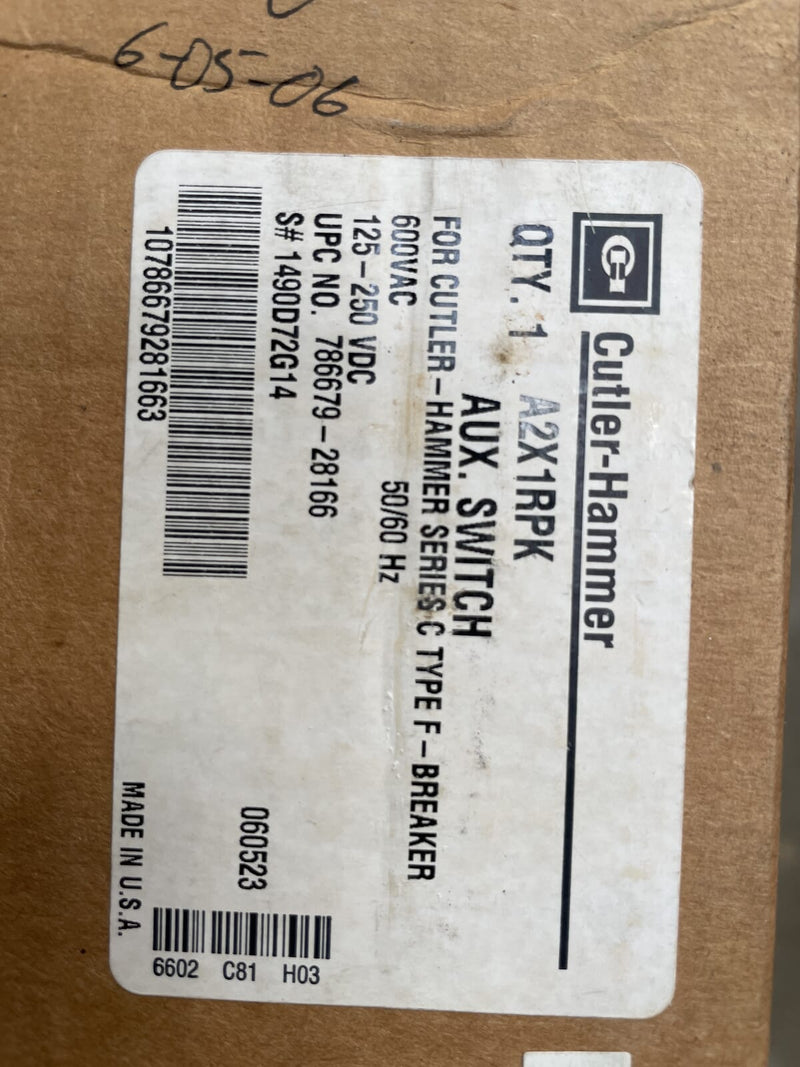 6-05-06
CH Cutler-Hammer
QTY. 1 A2X1RPK
AUX. SWITCH
FOR CUTLER-HAMMER SERIES C TYPE F-BREAKER
600VAC 50/60 Hz
125-250 VDC
UPC NO. 786679-28166
S# 1490D72G14
10786679281663
060523
6602 C81 H03
MADE IN U.S.A.